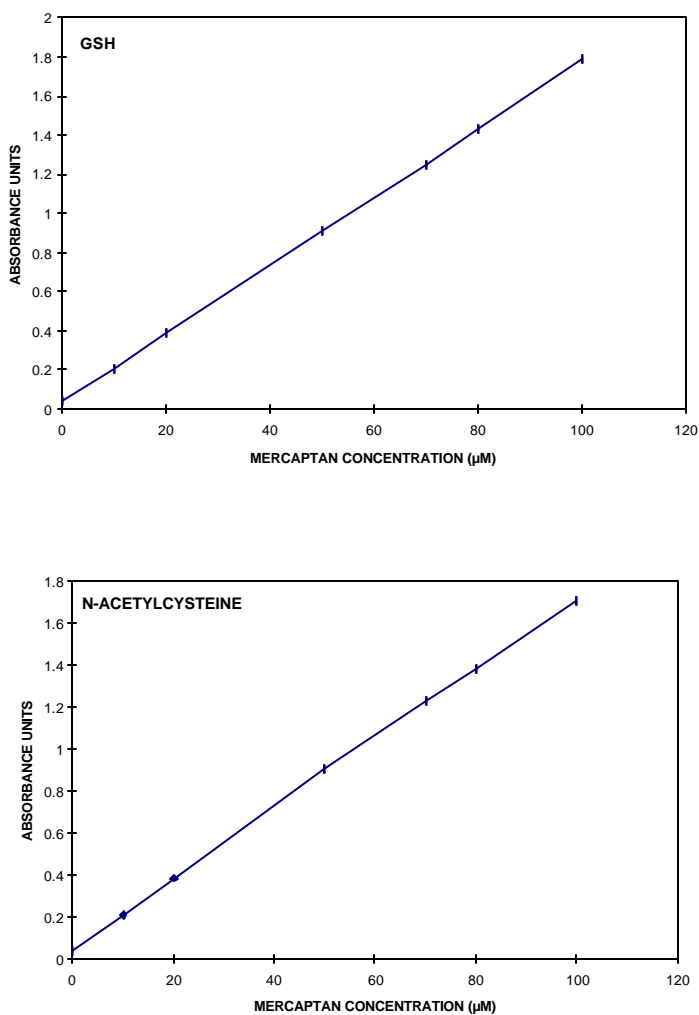 GSH
ABSORBANCE UNITS
2
1.8
1.6
1.4
1.2
1
0.8
0.6
0.4
0.2
0
0 20 40 60 80 100 120
MERCAPTAN CONCENTRATION (µM)
N-ACETYLCYSTEINE
ABSORBANCE UNITS
1.8
1.6
1.4
1.2
1
0.8
0.6
0.4
0.2
0
0 20 40 60 80 100 120
MERCAPTAN CONCENTRATION (µM)